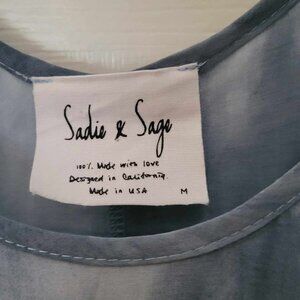 Sadie & Sage
100% Made with love
Designed in California
Made in USA M